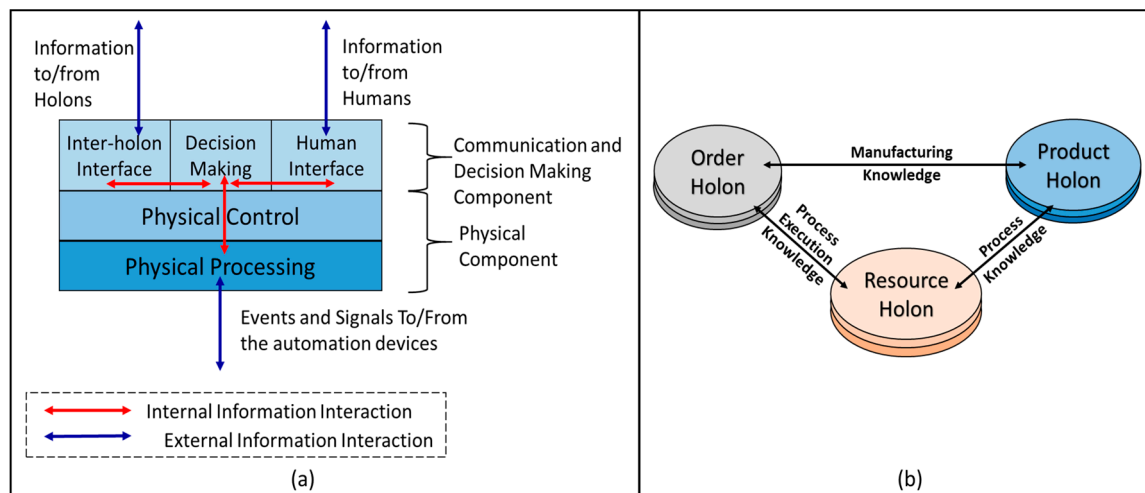 Information
to/from
Holons
Information
to/from
Humans
Inter-holon
Interface
Decision
Making
Human
Interface
Communication and
Decision Making
Component
Physical Control
Physical Processing
Physical
Component
Events and Signals To/From
the automation devices
Internal Information Interaction
External Information Interaction
(a)
Order
Holon
Manufacturing
Knowledge
Product
Holon
Process
Execution
Knowledge
Process
Knowledge
Resource
Holon
(b)